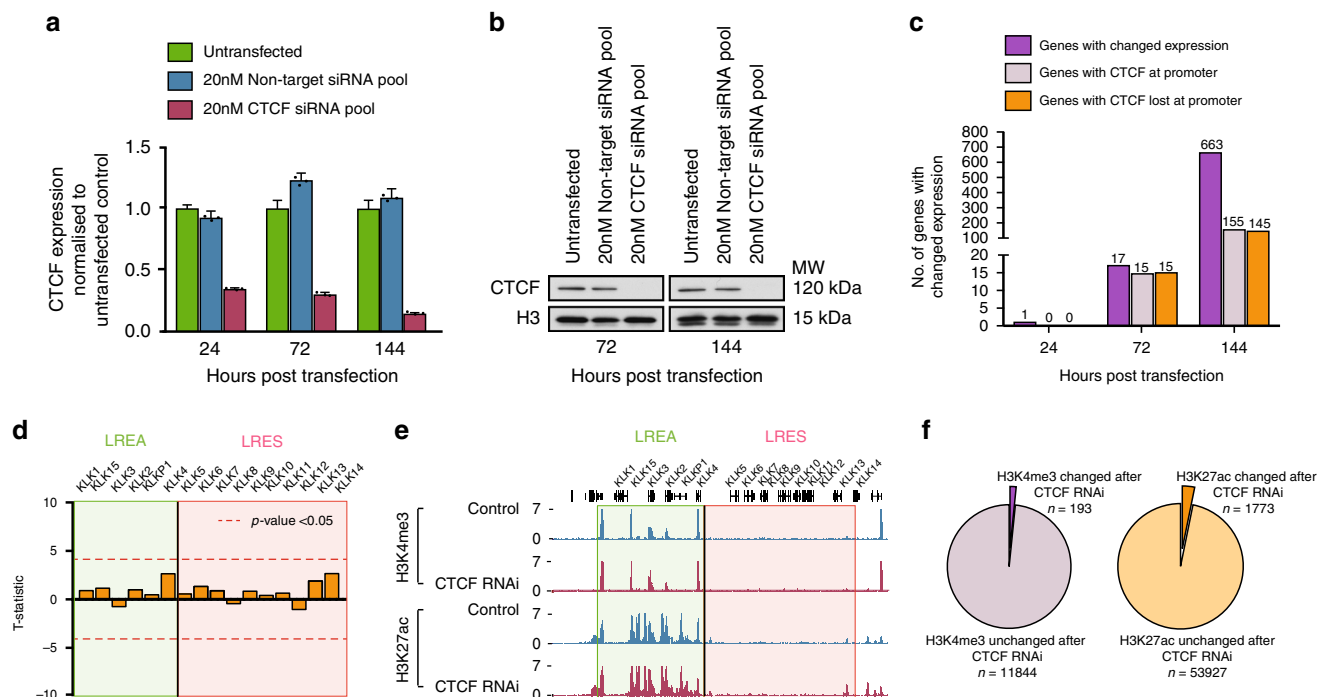 a
Untransfected
20nM Non-target siRNA pool
20nM CTCF siRNA pool
CTCF expression
normalised to
untransfected control
1.5
1.0
0.5
0.0
24
72
144
Hours post transfection
b
Untransfected
20nM Non-target siRNA pool
20nM CTCF siRNA pool
Untransfected
20nM Non-target siRNA pool
20nM CTCF siRNA pool
MW
CTCF
120 kDa
H3
15 kDa
72
144
Hours post transfection
c
Genes with changed expression
Genes with CTCF at promoter
Genes with CTCF lost at promoter
No. of genes with
changed expression
800
700
600
500
400
300
200
100
20
15
10
5
0
1
0
0
17
15
15
663
155
145
24
72
144
Hours post transfection
d
LREA
LRES
KLK1
KLK15
KLK3
KLK2
KLKP1
KLK4
KLK5
KLK6
KLK7
KLK8
KLK9
KLK10
KLK11
KLK12
KLK13
KLK14
T-statistic
10
5
0
−5
−10
p-value <0.05
e
LREA
LRES
KLK1
KLK15
KLK3
KLK2
KLKP1
KLK4
KLK5
KLK6
KLK7
KLK8
KLK9
KLK10
KLK11
KLK12
KLK13
KLK14
H3K4me3
Control
7
0
CTCF RNAi
7
0
H3K27ac
Control
7
0
CTCF RNAi
7
0
f
H3K4me3 changed after
CTCF RNAi
n = 193
H3K4me3 unchanged after
CTCF RNAi
n = 11844
H3K27ac changed after
CTCF RNAi
n = 1773
H3K27ac unchanged after
CTCF RNAi
n = 53927